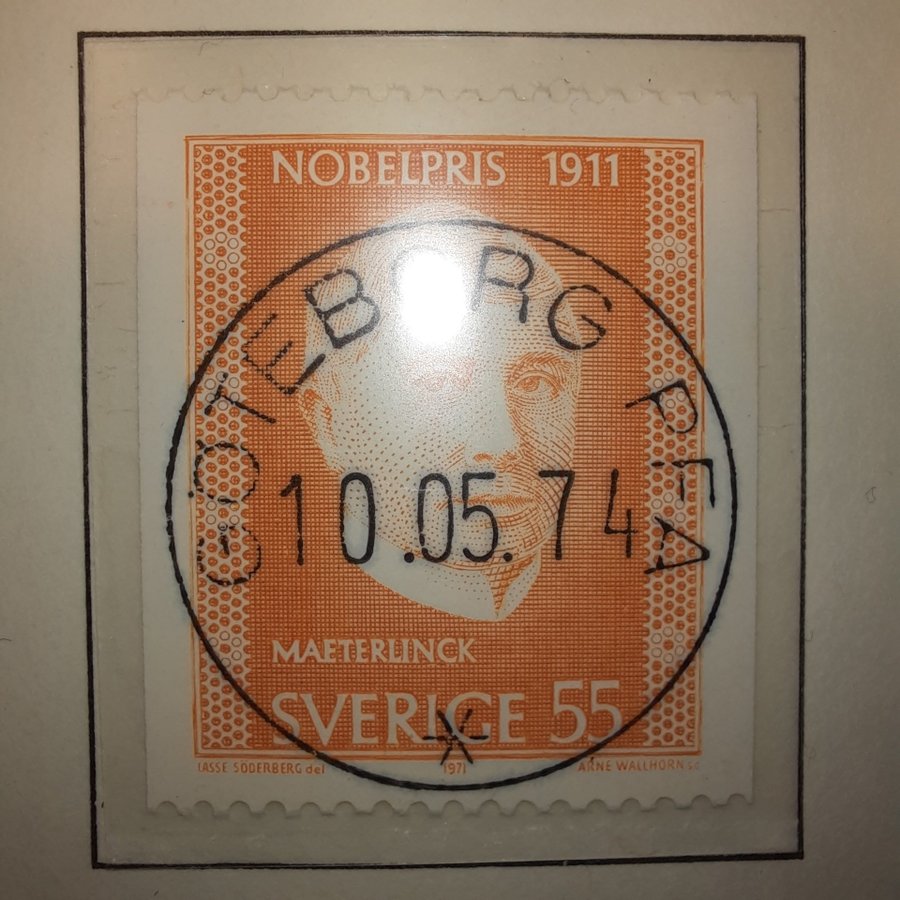 NOBELPRIS 1911
GÖTEBORG PFA
10.05.74
MAETERLINCK
SVERIGE 55
LASSE SÖDERBERG del 1971 ARNE WALLHORN sc